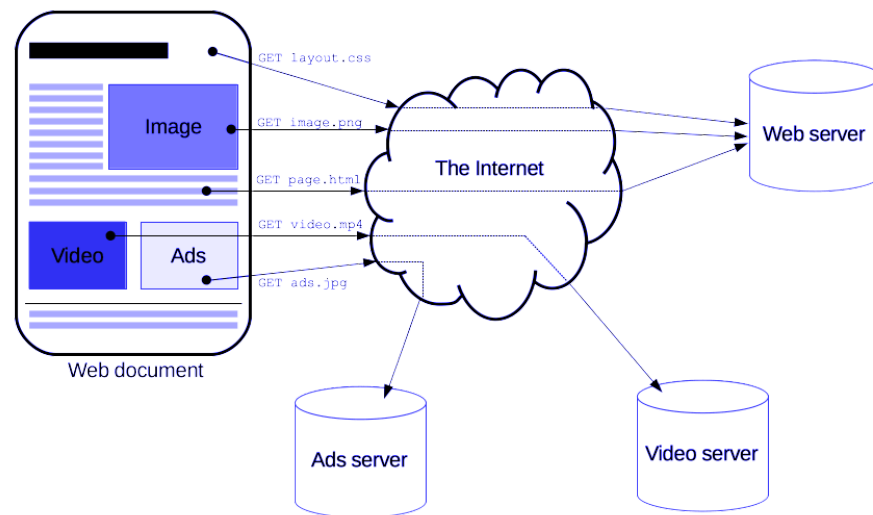 GET layout.css
Image
GET image.png
The Internet
Web server
GET page.html
GET video.mp4
Video
Ads
GET ads.jpg
Web document
Ads server
Video server